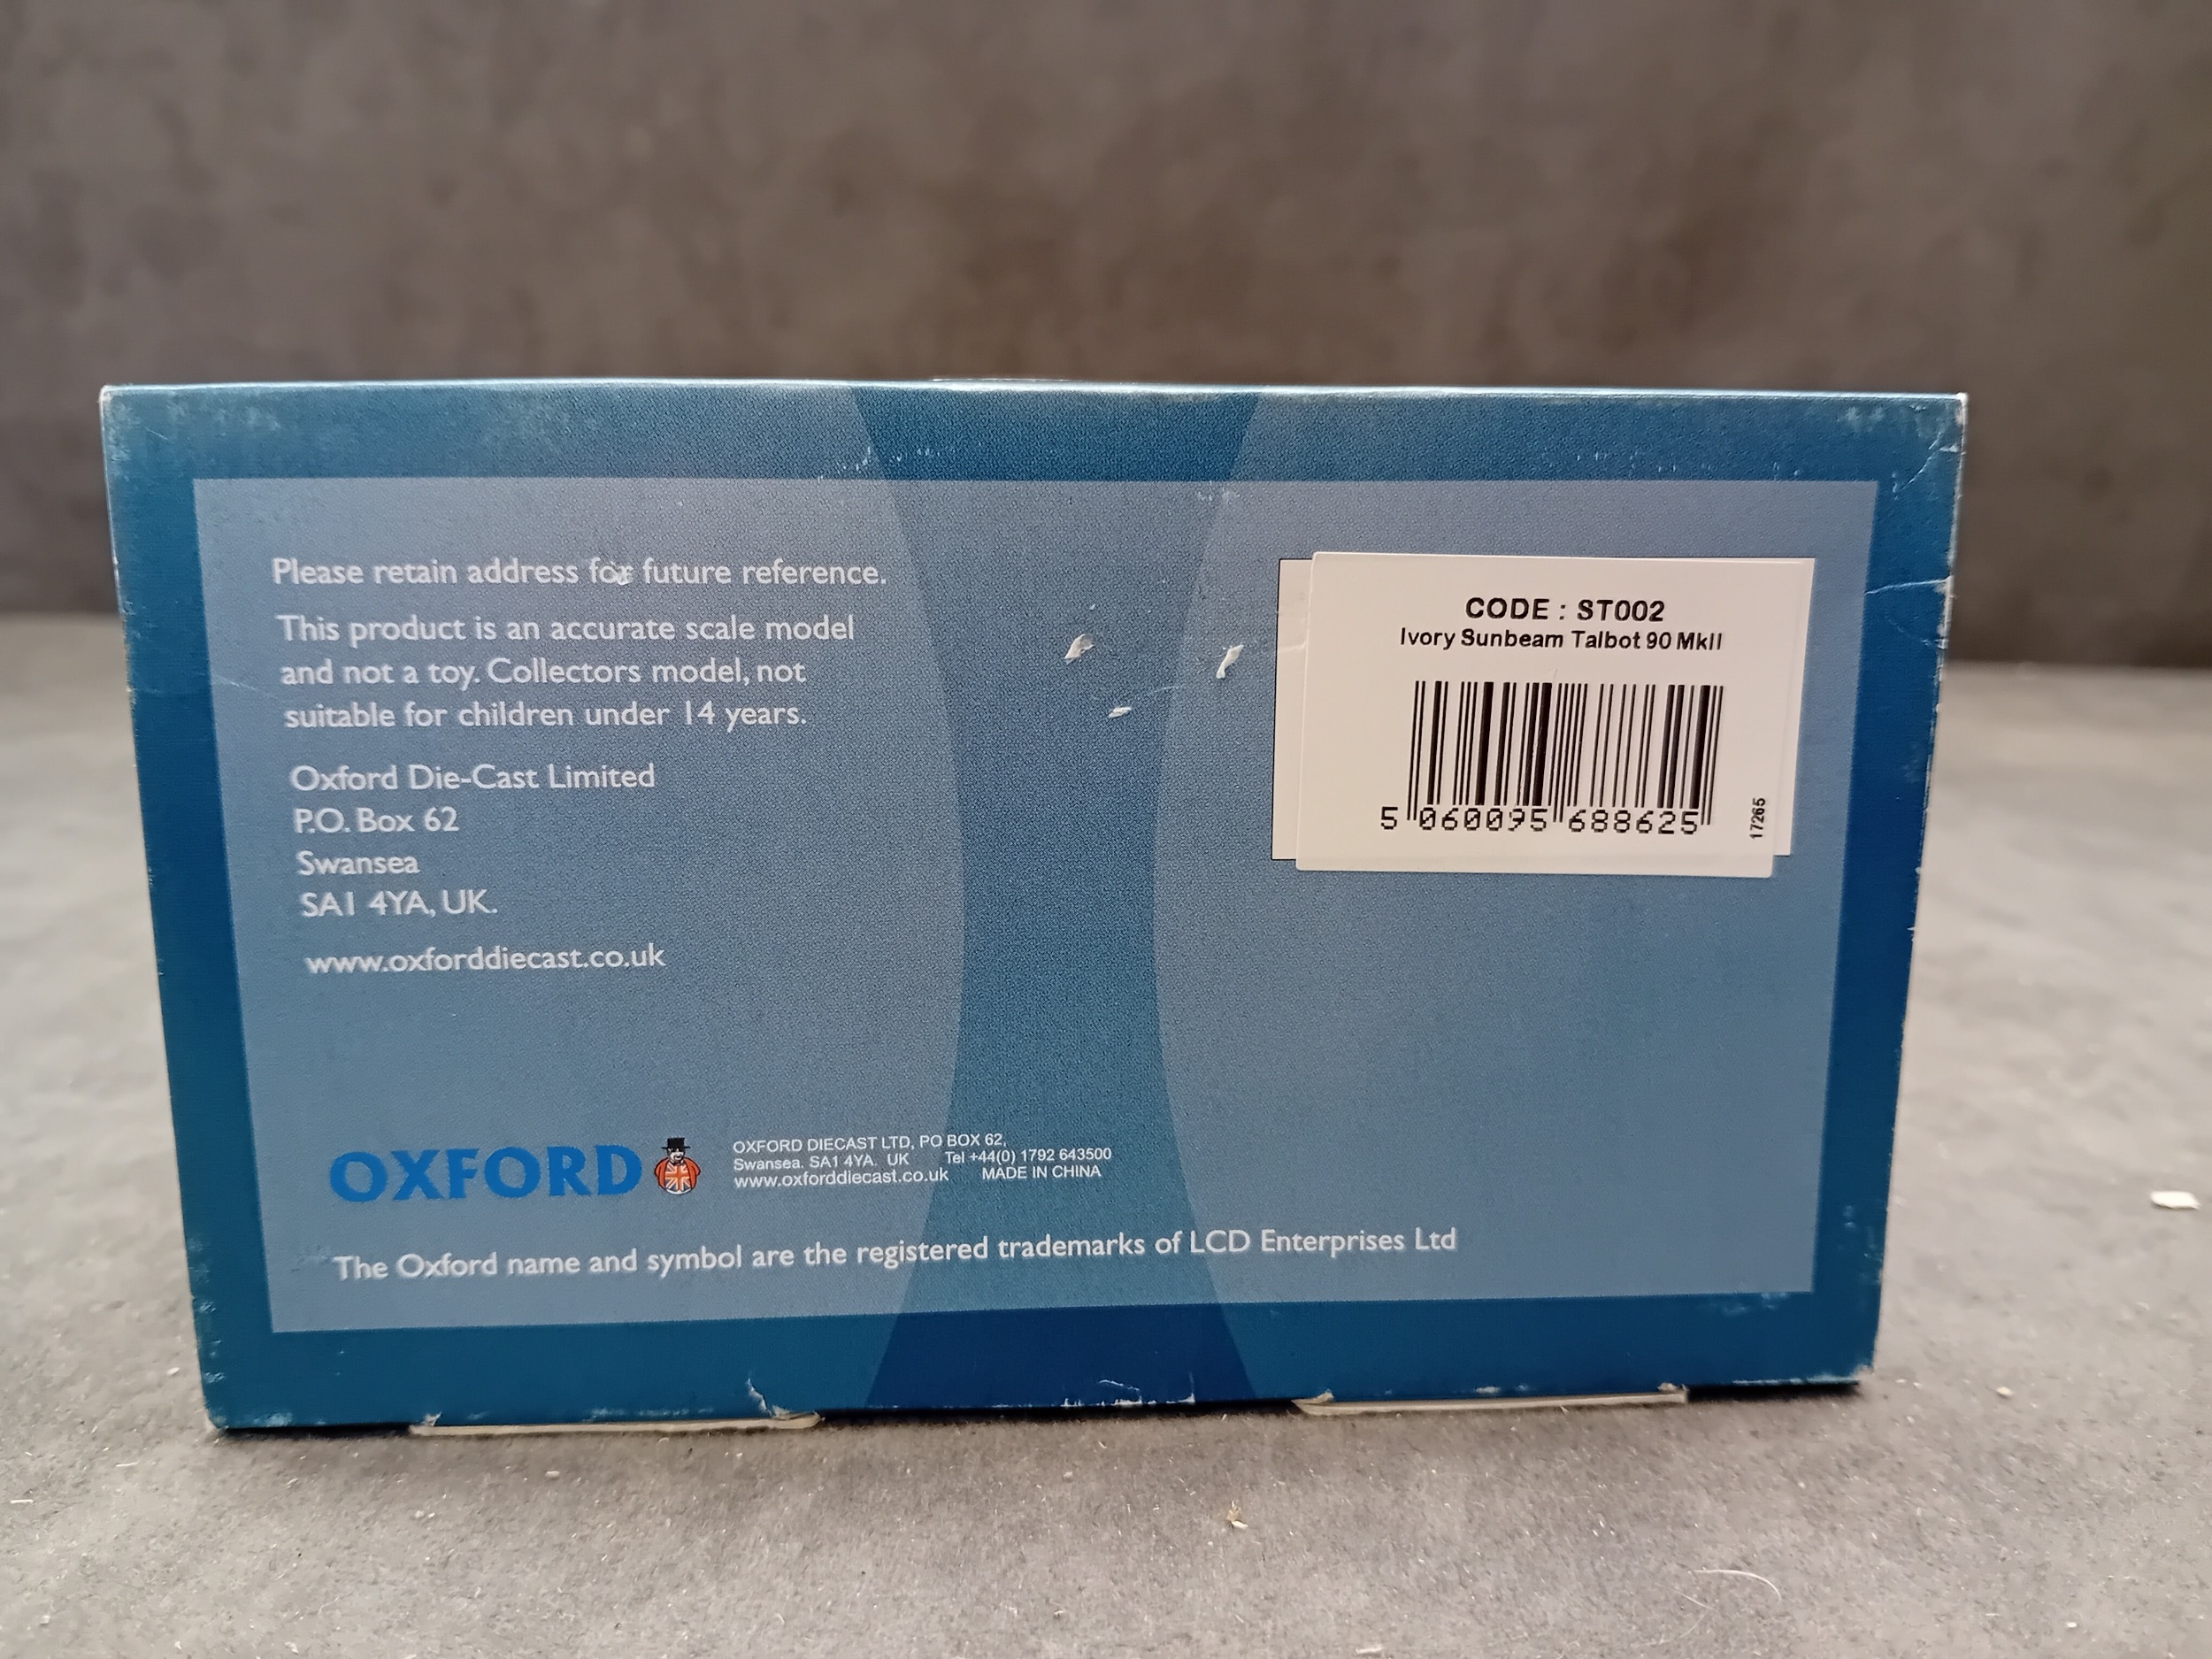 Please retain address for future reference.
This product is an accurate scale model
and not a toy. Collectors model, not
suitable for children under 14 years.
Oxford Die-Cast Limited
P.O. Box 62
Swansea
SA1 4YA, UK.
www.oxforddiecast.co.uk
CODE : ST002
Ivory Sunbeam Talbot 90 MkII
5 060095 688625
17265
OXFORD
OXFORD DIECAST LTD, PO BOX 62,
Swansea. SA1 4YA. UK Tel +44(0) 1792 643500
www.oxforddiecast.co.uk MADE IN CHINA
The Oxford name and symbol are the registered trademarks of LCD Enterprises Ltd